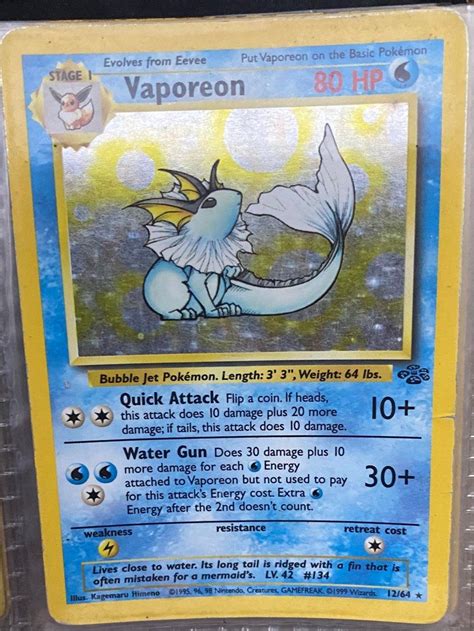 Evolves from Eevee
Put Vaporeon on the Basic Pokémon
STAGE 1
Vaporeon
80 HP
Bubble Jet Pokémon. Length: 3' 3", Weight: 64 lbs.
Quick Attack Flip a coin. If heads,
this attack does 10 damage plus 20 more
damage; if tails, this attack does 10 damage.
10+
Water Gun Does 30 damage plus 10
more damage for each Energy
attached to Vaporeon but not used to pay
for this attack's Energy cost. Extra
Energy after the 2nd doesn't count.
30+
weakness
resistance
retreat cost
Lives close to water. Its long tail is ridged with a fin that is
often mistaken for a mermaid's. LV. 42 #134
Illus. Kagemaru Himeno
©1995, 96, 98 Nintendo, Creatures, GAMEFREAK. ©1999 Wizards.
12/64 ★